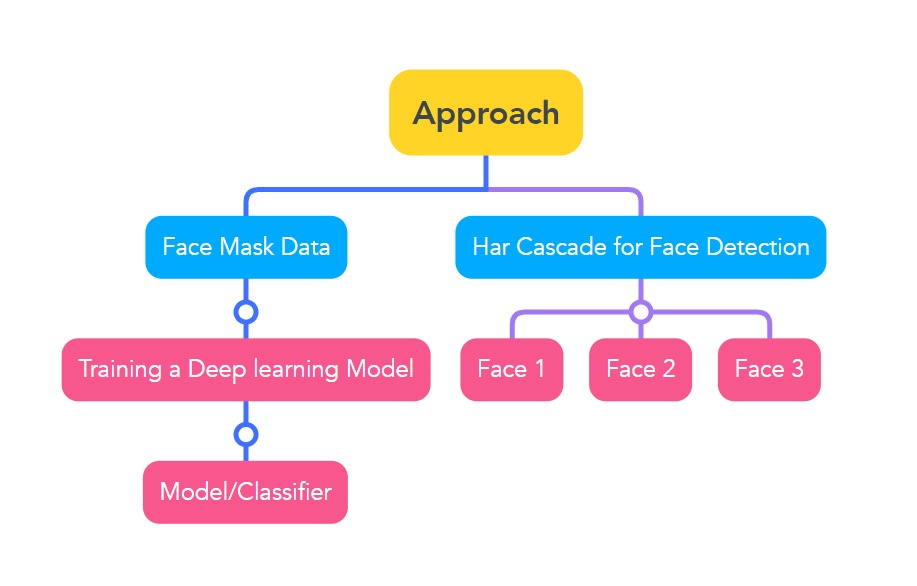 Approach
Face Mask Data
Har Cascade for Face Detection
Training a Deep learning Model
Face 1
Face 2
Face 3
Model/Classifier